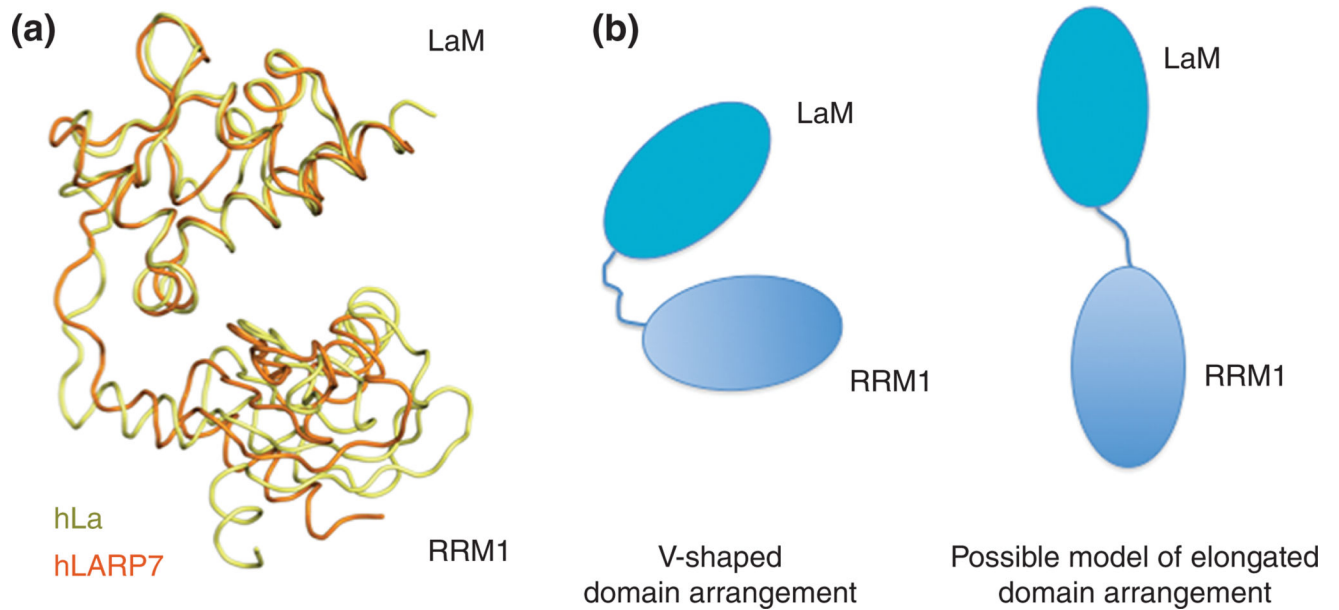 (a)
LaM
hLa
hLARP7
RRM1
(b)
LaM
RRM1
V-shaped
domain arrangement
LaM
RRM1
Possible model of elongated
domain arrangement